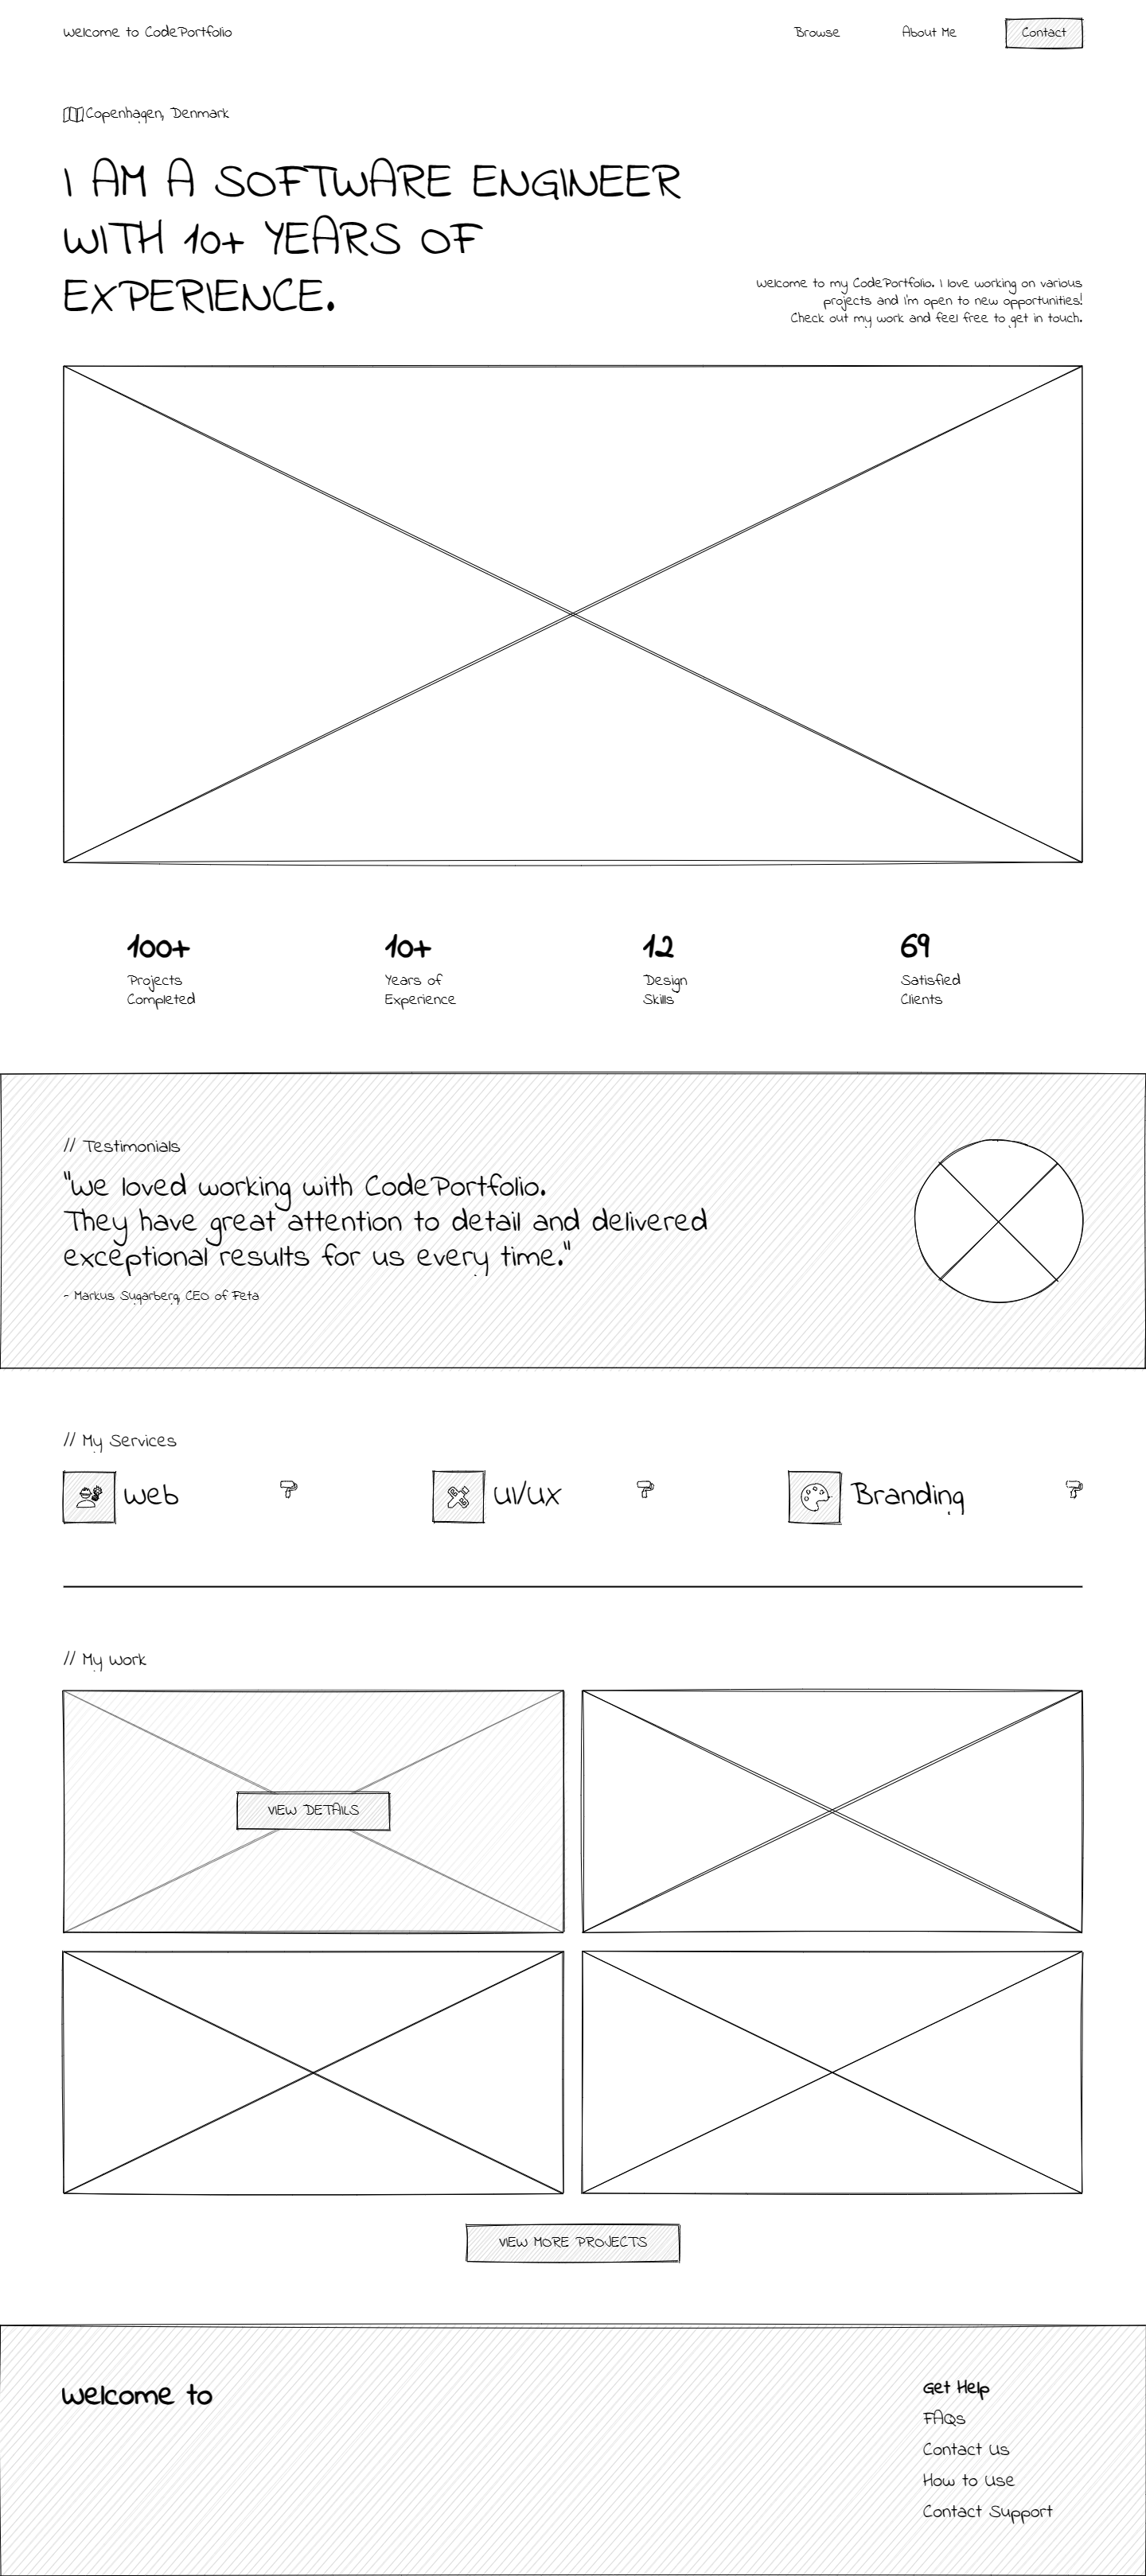 Welcome to CodePortfolio
Browse
About Me
Contact
Copenhagen, Denmark
I AM A SOFTWARE ENGINEER
WITH 10+ YEARS OF
EXPERIENCE.
Welcome to my CodePortfolio. I love working on various
projects and I'm open to new opportunities!
Check out my work and feel free to get in touch.
100+
Projects
Completed
10+
Years of
Experience
12
Design
Skills
69
Satisfied
Clients
// Testimonials
"We loved working with CodePortfolio.
They have great attention to detail and delivered
exceptional results for us every time."
- Markus Sugarberg, CEO of Feta
// My Services
Web
UI/UX
Branding
// My Work
VIEW DETAILS
VIEW MORE PROJECTS
Welcome to
Get Help
FAQs
Contact Us
How to Use
Contact Support